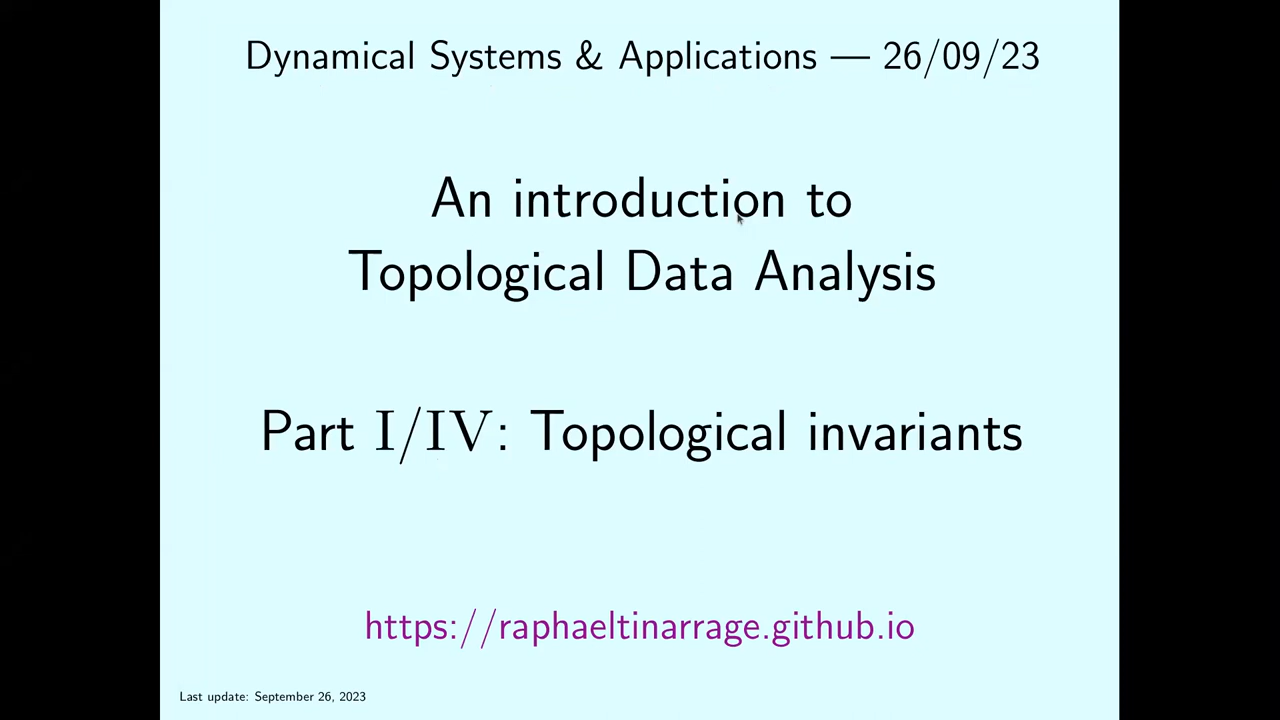 Dynamical Systems & Applications — 26/09/23
An introduction to
Topological Data Analysis
Part I/IV: Topological invariants
https://raphaeltinarrage.github.io
Last update: September 26, 2023